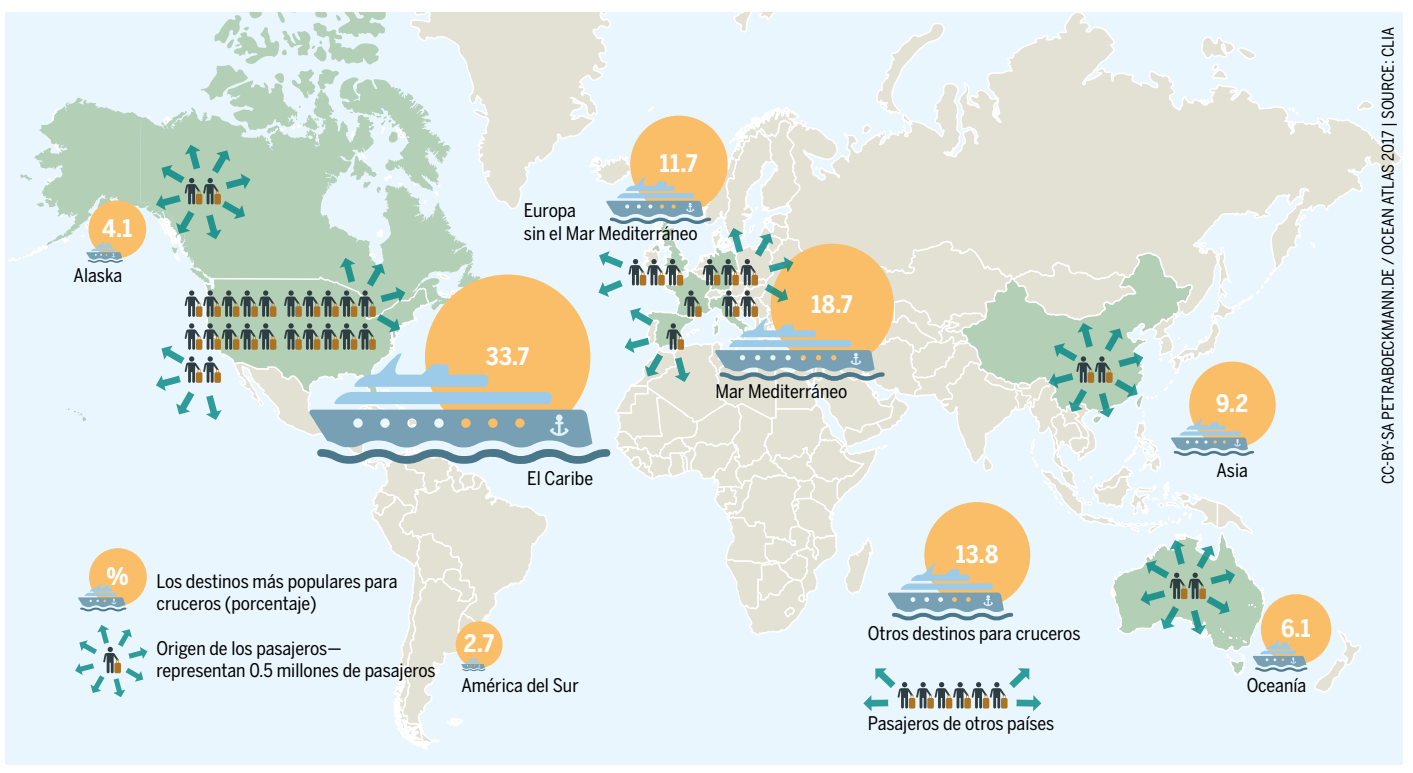 11.7
Europa
sin el Mar Mediterráneo
4.1
Alaska
18.7
Mar Mediterráneo
33.7
El Caribe
9.2
Asia
13.8
Otros destinos para cruceros
Pasajeros de otros países
6.1
Oceanía
2.7
América del Sur
%
Los destinos más populares para
cruceros (porcentaje)
Origen de los pasajeros—
representan 0.5 millones de pasajeros
CC-BY-SA PETRABOECKMANN.DE / OCEAN ATLAS 2017 | SOURCE: CLIA